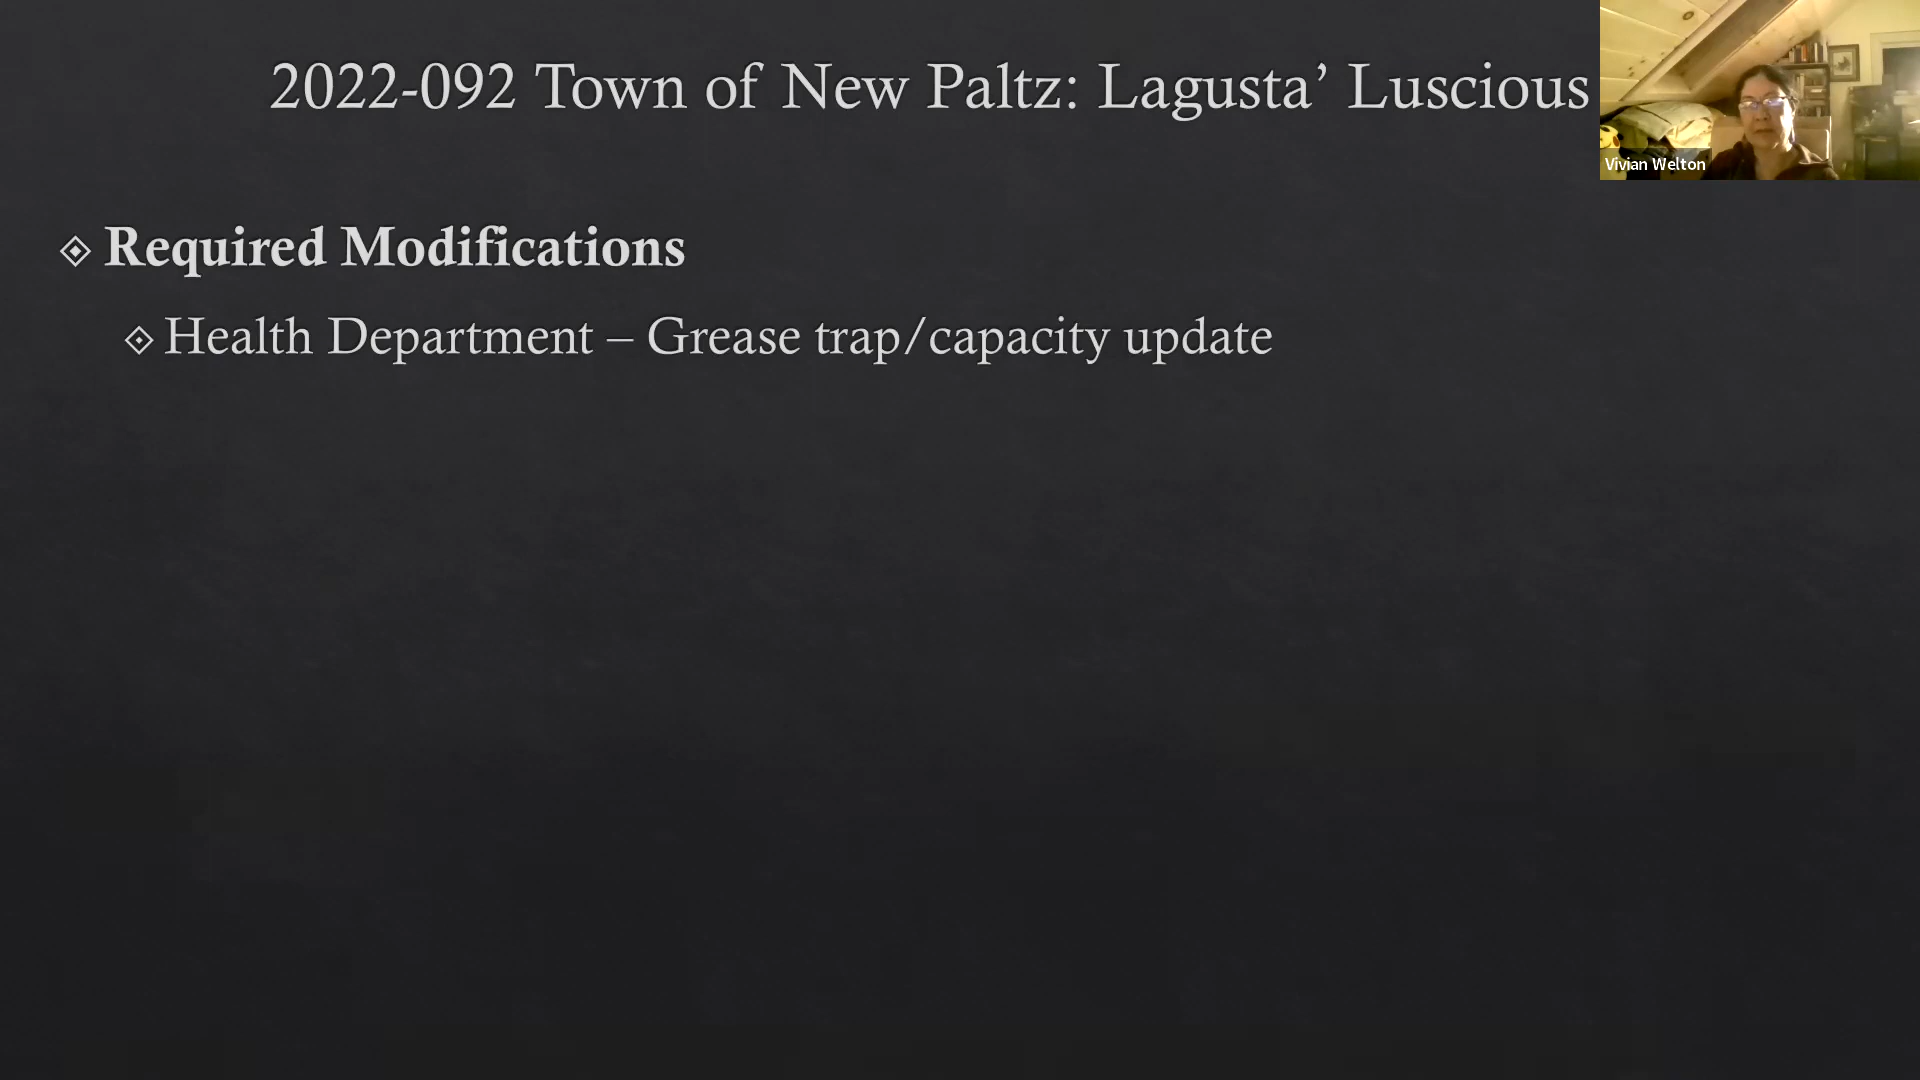 2022-092 Town of New Paltz: Lagusta’ Luscious
Vivian Welton
Required Modifications
Health Department – Grease trap/capacity update